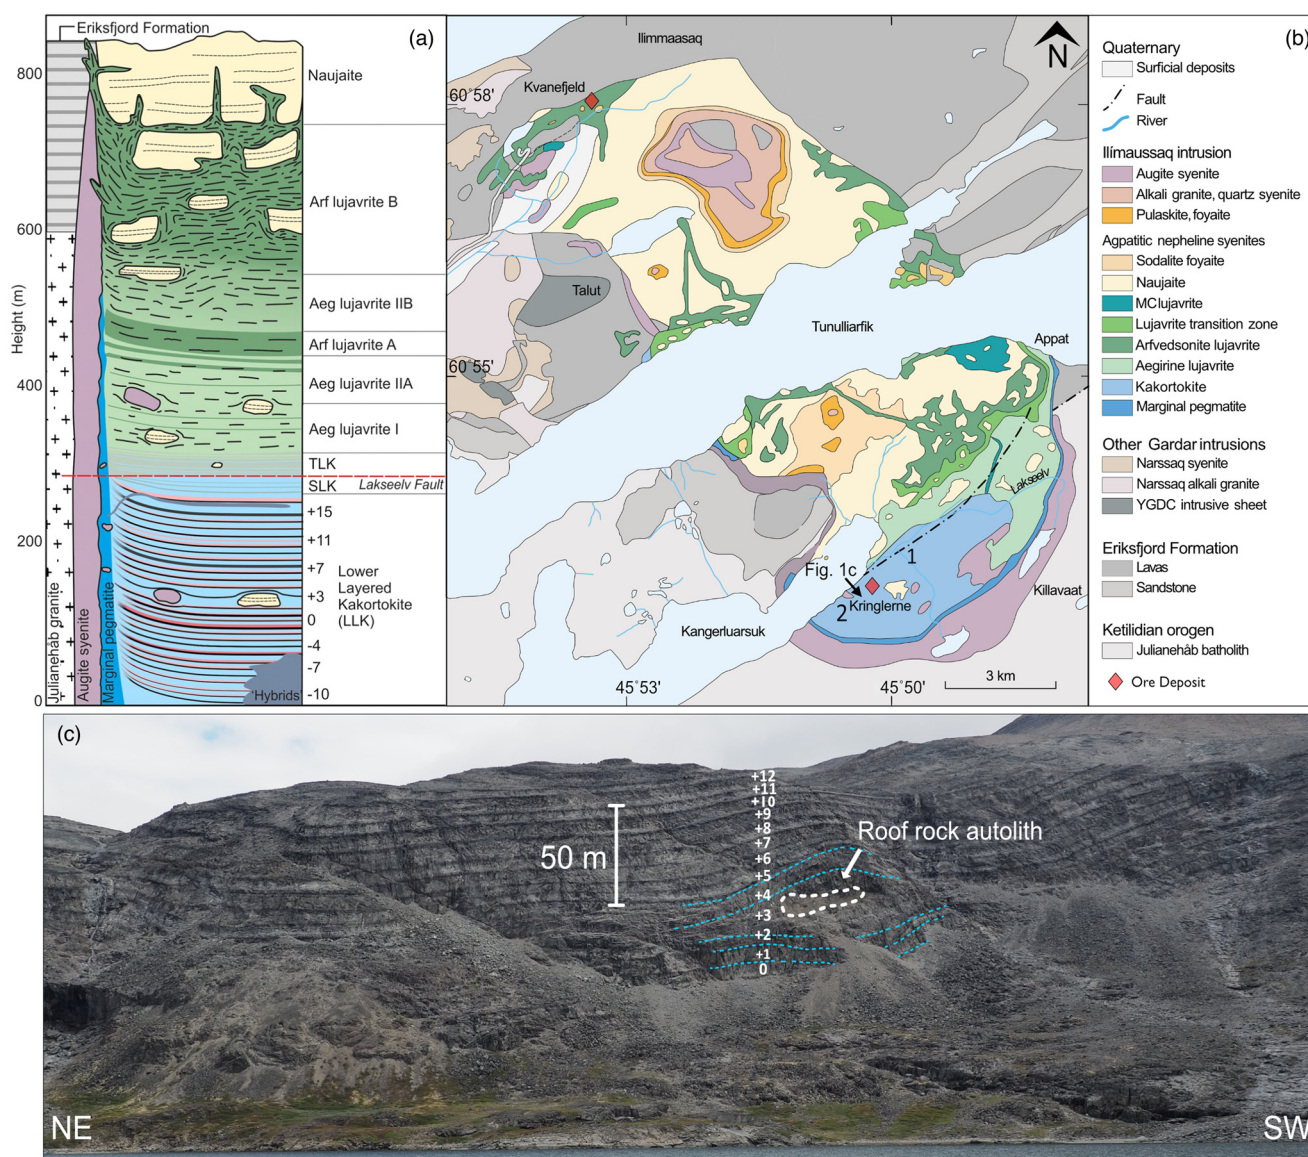 Eriksfjord Formation
(a)
800
600
400
200
0
Height (m)
Naujaite
Arf lujavrite B
Aeg lujavrite IIB
Arf lujavrite A
Aeg lujavrite IIA
Aeg lujavrite I
TLK
SLK
Lakseelv Fault
+15
+11
+7
+3
0
-4
-7
-10
Lower
Layered
Kakortokite
(LLK)
'Hybrids'
Julianehåb granite
Augite syenite
Marginal pegmatite
Ilimmaasaq
N
Kvanefjeld
60°58'
Talut
Tunulliarfik
Appat
60°55'
Lakseelv
1
Fig. 1c
2
Kringlerne
Killavaat
Kangerluarsuk
45°53'
45°50'
3 km
(b)
Quaternary
Surficial deposits
Fault
River
Ilímaussaq intrusion
Augite syenite
Alkali granite, quartz syenite
Pulaskite, foyaite
Agpatitic nepheline syenites
Sodalite foyaite
Naujaite
MC lujavrite
Lujavrite transition zone
Arfvedsonite lujavrite
Aegirine lujavrite
Kakortokite
Marginal pegmatite
Other Gardar intrusions
Narssaq syenite
Narssaq alkali granite
YGDC intrusive sheet
Eriksfjord Formation
Lavas
Sandstone
Ketilidian orogen
Julianehåb batholith
Ore Deposit
(c)
+12
+11
+10
+9
+8
+7
+6
+5
+4
+3
+2
+1
0
50 m
Roof rock autolith
NE
SW